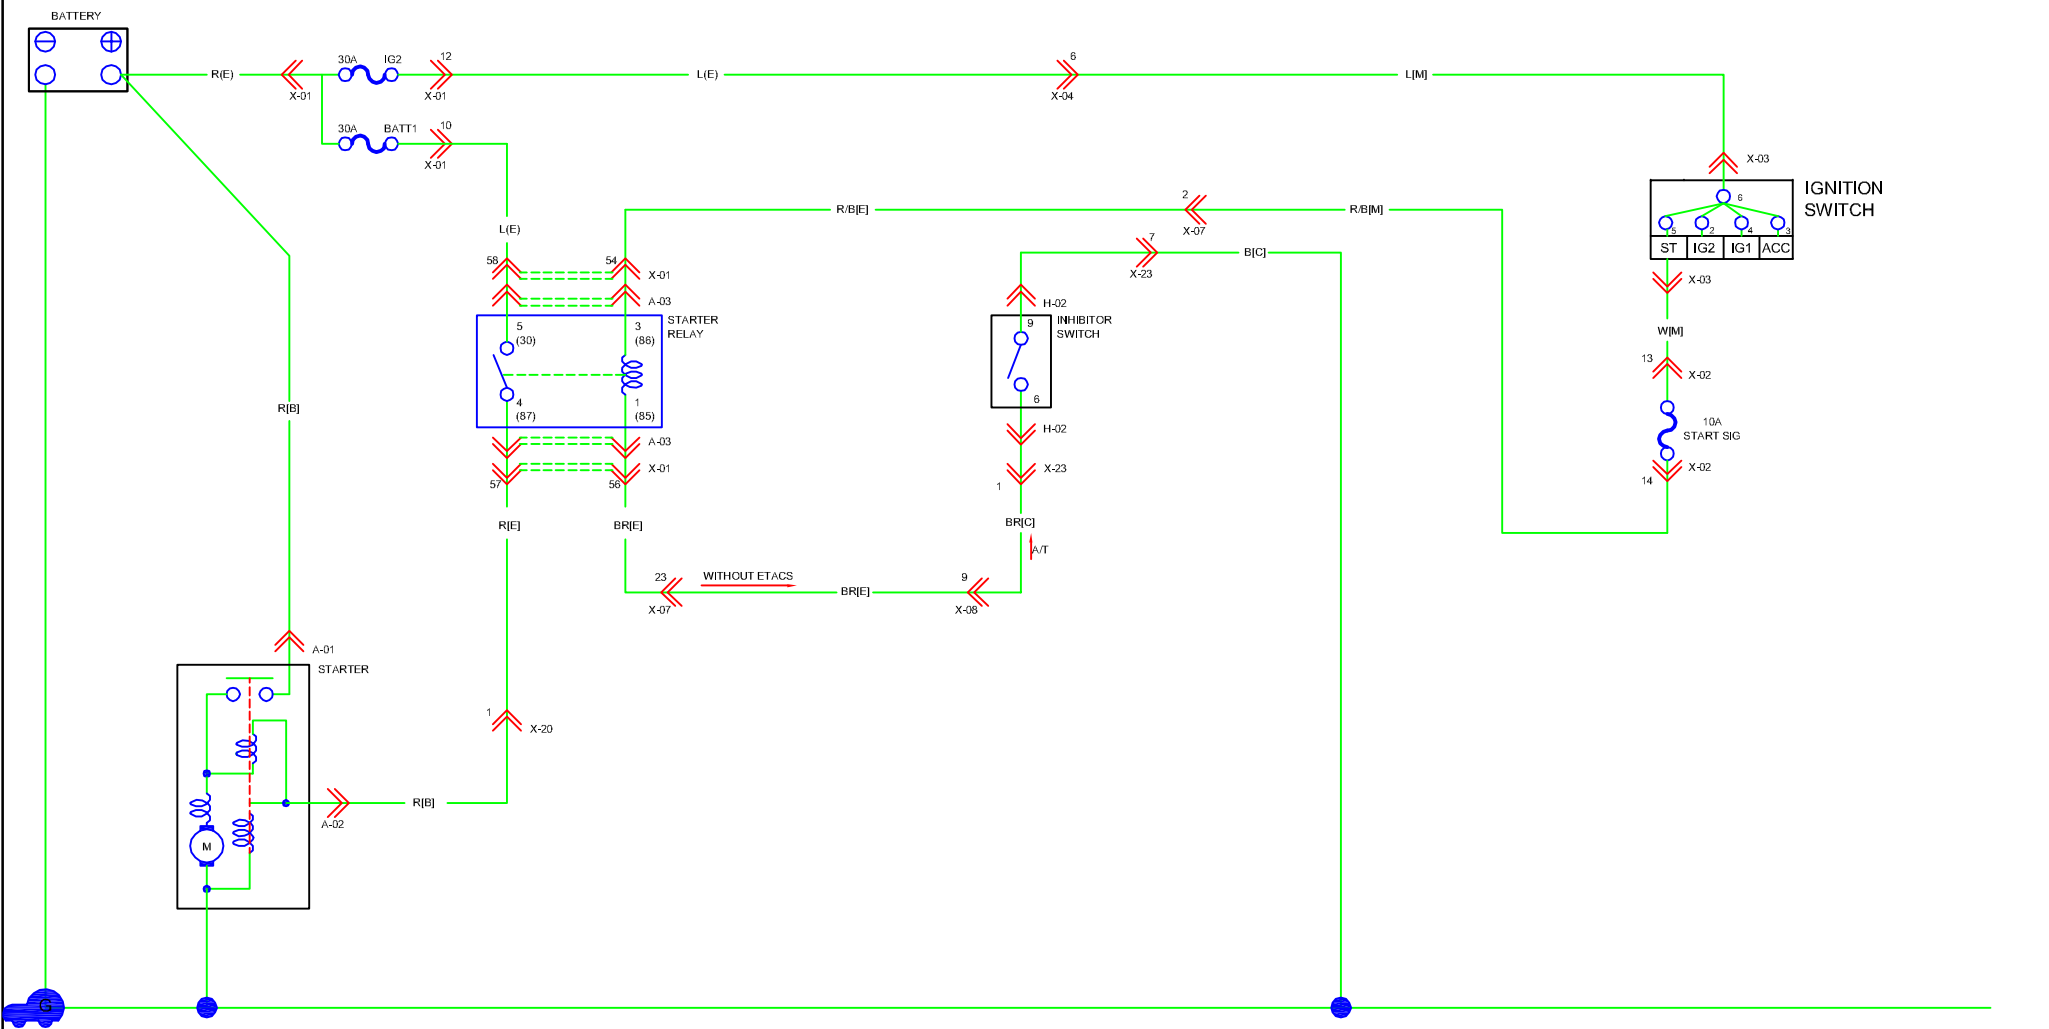 BATTERY
30A
IG2
12
6
R(E)
L(E)
L[M]
X-01
X-01
X-04
30A
BATT1
10
X-01
X-03
IGNITION
SWITCH
6
5
2
4
3
ST
IG2
IG1
ACC
2
R/B[E]
R/B[M]
X-07
L(E)
7
B[C]
X-23
58
54
X-01
A-03
X-03
H-02
STARTER
RELAY
5
(30)
3
(86)
INHIBITOR
SWITCH
9
W[M]
13
X-02
4
(87)
1
(85)
6
R[B]
10A
START SIG
A-03
H-02
X-01
X-23
X-02
57
56
1
14
R[E]
BR[E]
BR[C]
A/T
23
WITHOUT ETACS
9
BR[E]
X-07
X-08
A-01
STARTER
1
X-20
R[B]
A-02
M
G